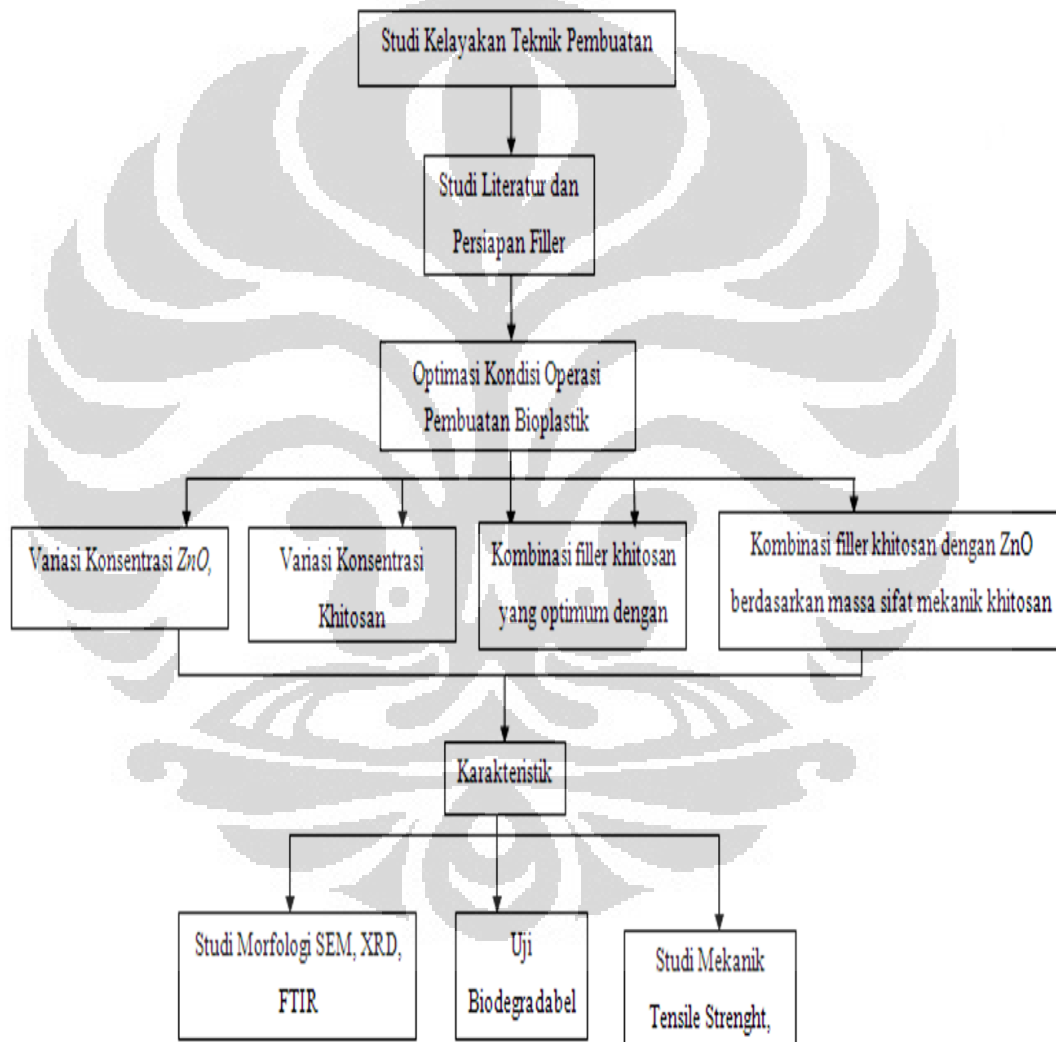 Studi Kelayakan Teknik Pembuatan
Studi Literatur dan
Persiapan Filler
Optimasi Kondisi Operasi
Pembuatan Bioplastik
Variasi Konsentrasi ZnO,
Variasi Konsentrasi
Khitosan
Kombinasi filler khitosan
yang optimum dengan
Kombinasi filler khitosan dengan ZnO
berdasarkan massa sifat mekanik khitosan
Karakteristik
Studi Morfologi SEM, XRD,
FTIR
Uji
Biodegradabel
Studi Mekanik
Tensile Strenght,